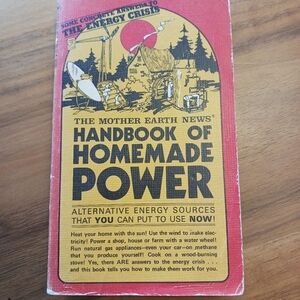 SOME CONCRETE ANSWERS TO
THE ENERGY CRISIS
THE MOTHER EARTH NEWS®
HANDBOOK OF
HOMEMADE
POWER
ALTERNATIVE ENERGY SOURCES
THAT YOU CAN PUT TO USE NOW!
Heat your home with the sun! Use the wind to make elec-
tricity! Power a shop, house or farm with a water wheel!
Run natural gas appliances—even your car—on methane
that you produce yourself! Cook on a wood-burning
stove! Yes, there ARE answers to the energy crisis . . .
and this book tells you how to make them work for you.